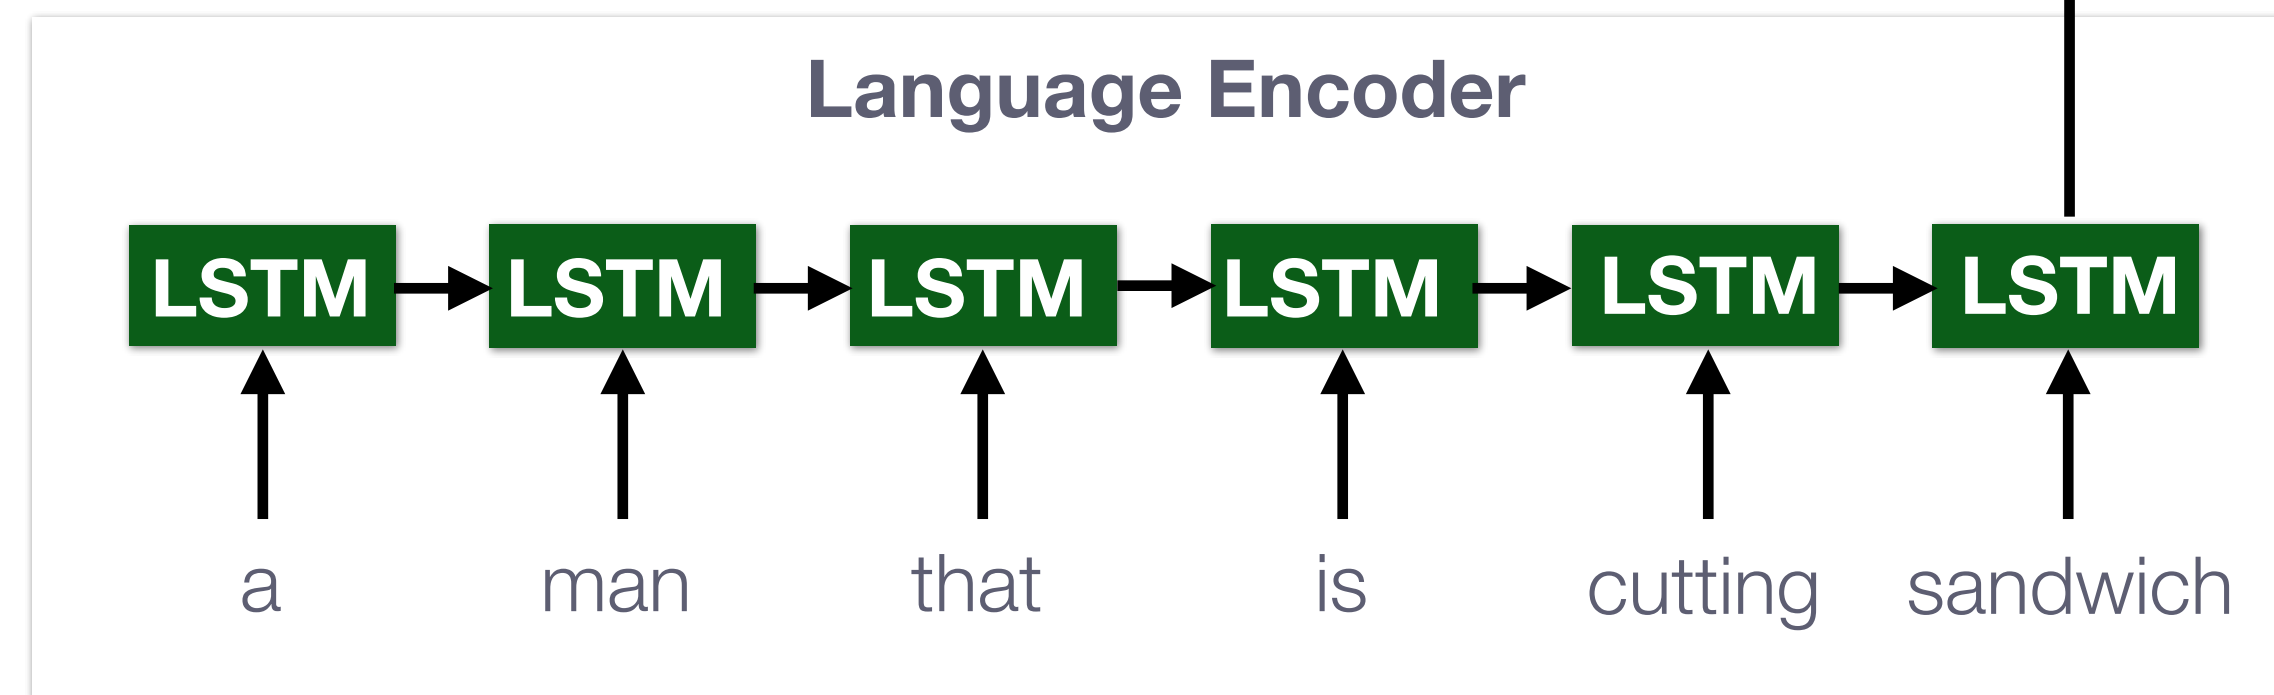 Language Encoder
LSTM LSTM LSTM LSTM LSTM LSTM
a man that is cutting sandwich